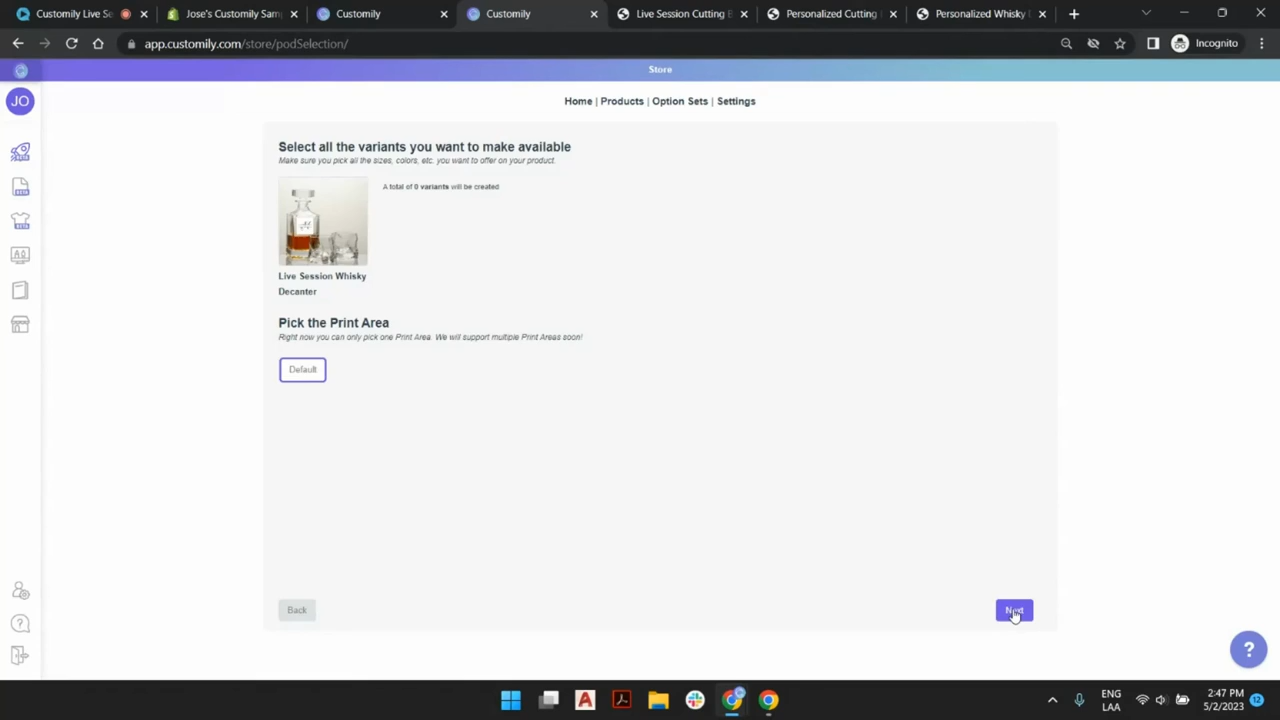 Customily Live Se
Jose's Customily Sam
Customily
Customily
Live Session Cutting B
Personalized Cutting
Personalized Whisky
app.customily.com/store/podSelection/
Incognito
Store
JO
Home | Products | Option Sets | Settings
Select all the variants you want to make available
Make sure you pick all the sizes, colors, etc. you want to offer on your product.
A total of 0 variants will be created
Live Session Whisky
Decanter
Pick the Print Area
Right now you can only pick one Print Area. We will support multiple Print Areas soon!
Default
Back
Next
BETA
BETA
?
ENG
LAA
2:47 PM
5/2/2023
12